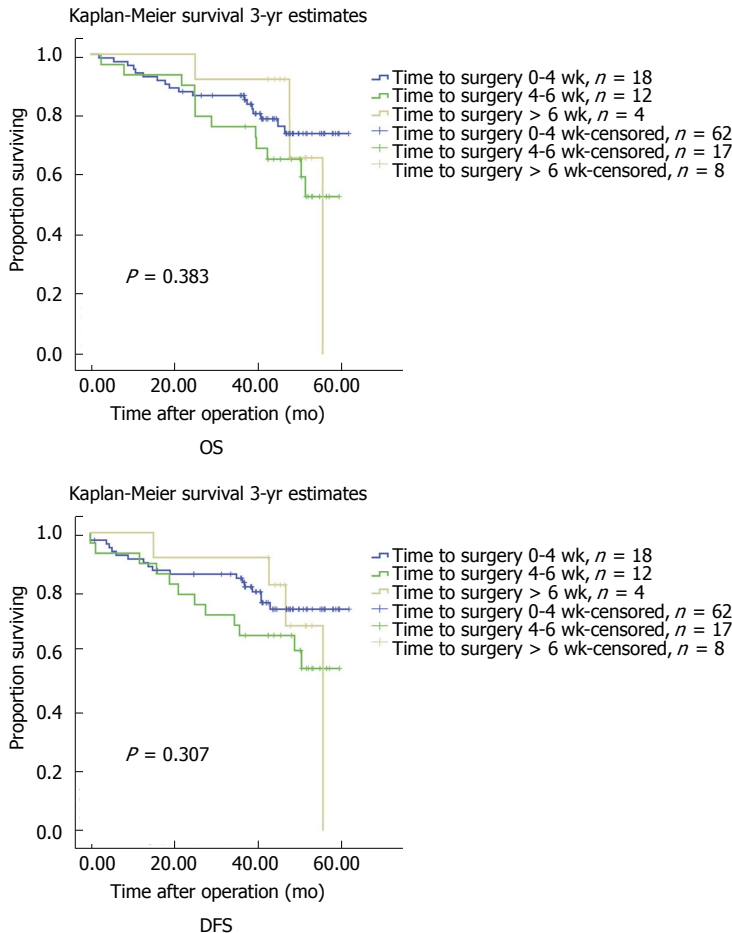 Kaplan-Meier survival 3-yr estimates
1.0
0.8
0.6
0.4
0.2
0.0
Proportion surviving
P = 0.383
0.00 20.00 40.00 60.00
Time after operation (mo)
OS
Time to surgery 0-4 wk, n = 18
Time to surgery 4-6 wk, n = 12
Time to surgery > 6 wk, n = 4
Time to surgery 0-4 wk-censored, n = 62
Time to surgery 4-6 wk-censored, n = 17
Time to surgery > 6 wk-censored, n = 8
Kaplan-Meier survival 3-yr estimates
1.0
0.8
0.6
0.4
0.2
0.0
Proportion surviving
P = 0.307
0.00 20.00 40.00 60.00
Time after operation (mo)
DFS
Time to surgery 0-4 wk, n = 18
Time to surgery 4-6 wk, n = 12
Time to surgery > 6 wk, n = 4
Time to surgery 0-4 wk-censored, n = 62
Time to surgery 4-6 wk-censored, n = 17
Time to surgery > 6 wk-censored, n = 8